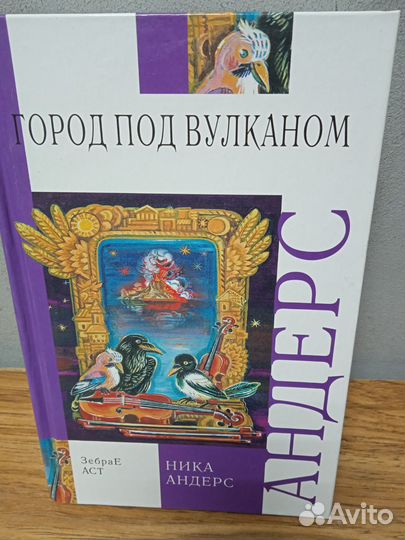 ГОРОД ПОД ВУЛКАНОМ
АНДЕРС
ЗебраЕ
АСТ
НИКА
АНДЕРС
Avito